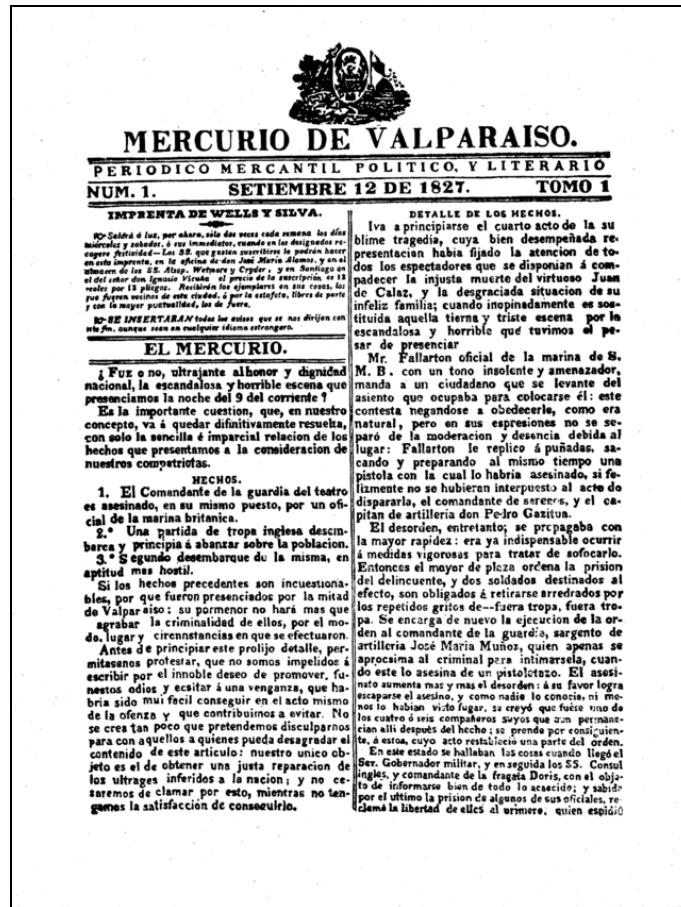 MERCURIO DE VALPARAISO.
PERIODICO MERCANTIL POLITICO, Y LITERARIO
NUM. 1. SETIEMBRE 12 DE 1827. TOMO 1
IMPRENTA DE WELLS Y SILVA.
Saldrá á luz, por ahora, sólo dos veces cada semana los dias
miércoles y sabados, ó sus immediatos, cuando en los designados re-
cayere festividad—Los SS. que gusten suscribirse lo podrán hacer
en esta imprenta, en la oficina de don José Maria Alamos, y en el
almacen de los SS. Alsop, Wetmore y Cryder, y en Santiago en
el del señor don Ignacio Vicuña el precio de la suscripción es 12
reales por 12 pliegos. Recibirán los ejemplares en sus casas, los
que fuyren vecinos de esta ciudad, é por la estafeta, libres de porte
y con la mayor puntualidad, los de fuera.
SE INSERTARAN todos los avisos que se nos dirijan con
este fin, aunque sean en cualquier idioma estrangero.
EL MERCURIO.
¿ FUE o no, ultrajante al honor y dignidad
nacional, la escandalosa y horrible escena que
presenciamos la noche del 9 del corriente ?
Es la importante cuestion, que, en nuestro
concepto, vá á quedar difinitivamente resuelta,
con solo la sencilla é imparcial relacion de los
hechos que presentamos a la consideracion de
nuestros compatriotas.
HECHOS.
1. El Comandante de la guardia del teatro
es asesinado, en su mismo puesto, por un ofi-
cial de la marina britanica.
2.º Una partida de tropa inglesa desem-
barca y principia á abanzar sobre la poblacion.
3.º Segundo desembarque de la misma, en
aptitud mas hostil.
Si los hechos precedentes son incuestiona-
bles, por que fueron presenciados por la mitad
de Valparaiso: su pormenor no hará mas que
agrabar la criminalidad de ellos, por el mo-
do, lugar y circunstancias en que se efectuaron.
Antes de principiar este prolijo detalle, per-
mitasenos protestar, que no somos impelidos á
escribir por el innoble deseo de promover, fu-
nestos odios y ecsitar á una venganza, que ha-
bria sido mui facil conseguir en el acto mismo
de la ofenza y que contribuimos a evitar. No
se crea tan poco que pretendemos disculparnos
para con aquellos a quienes pueda desagradar el
contenido de este articulo: nuestro unico ob-
jeto es el de obtener una justa reparacion de
los ultrages inferidos a la nacion; y no ce-
saremos de clamar por esto, mientras no ten-
gamos la satisfacción de conseguirlo.
DETALLE DE LOS HECHOS.
Iva a principiarse el cuarto acto de la su
blime tragedia, cuya bien desempeñada re-
presentacion habia fijado la atencion de to-
dos los espectadores que se disponian á com-
padecer la injusta muerte del virtuoso Juan
de Calaz, y la desgraciada situacion de su
infeliz familia; cuando inopinadamente es sos-
tituida aquella tierna y triste escena por la
escandalosa y horrible que tuvimos el pe-
sar de presenciar
Mr. Fallarton oficial de la marina de S.
M. B. con un tono insolente y amenazador,
manda a un ciudadano que se levante del
asiento que ocupaba para colocarse él: este
contesta negandose a obedecerle, como era
natural, pero en sus espresiones no se se-
paró de la moderacion y desencia debida al
lugar: Fallarton le replico á puñadas, sa-
cando y preparando al mismo tiempo una
pistola con la cual lo habria asesinado, si fe-
lizmente no se hubieran interpuesto al acto de
dispararla, el comandante de serenos, y el ca-
pitan de artilleria don Pedro Gazitua.
El desorden, entretanto; se propagaba con
la mayor rapidez: era ya indispensable ocurrir
á medidas vigorosas para tratar de sofocarlo.
Entonces el mayor de plaza ordena la prision
del delincuente, y dos soldados destinados al
efecto, son obligados á retirarse arredrados por
los repetidos gritos de--fuera tropa, fuera tro-
pa. Se encarga de nuevo la ejecucion de la or-
den al comandante de la guardia, sargento de
artilleria José Maria Muñoz, quien apenas se
aprocsima al criminal para intimarsela, cuan-
do este lo asesina de un pistoletazo. El asesi-
nato aumenta mas y mas el desorden: á su favor logra
escaparse el asesino, y como nadie lo conocia, ni me-
nos lo habian visto fugar, se creyó que fuése uno de
los cuatro ó seis compañeros suyos que aun permane-
cian alli después del hecho; se prende por consiguien-
te, á estos, cuyo acto restableció una parte del orden.
En este estado se hallaban las cosas cuando llegó el
Ser. Gobernador militar, y en seguida los SS. Consul
ingles, y comandante de la fragata Doris, con el obje-
to de informarse bien de todo lo acaecido; y sabida
por el ultimo la prision de algunos de sus oficiales, re-
clamó la libertad de elles al primero, quien espidió